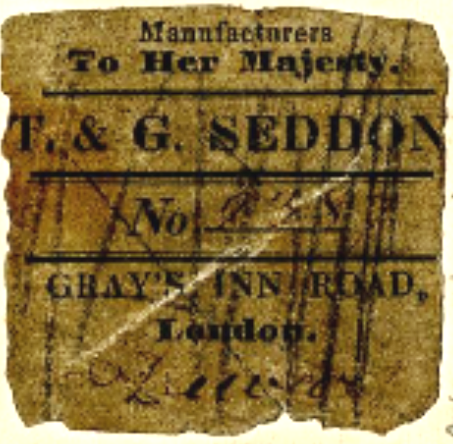 Manufacturers
To Her Majesty.
T. & G. SEDDON
No
GRAY'S INN ROAD,
London.